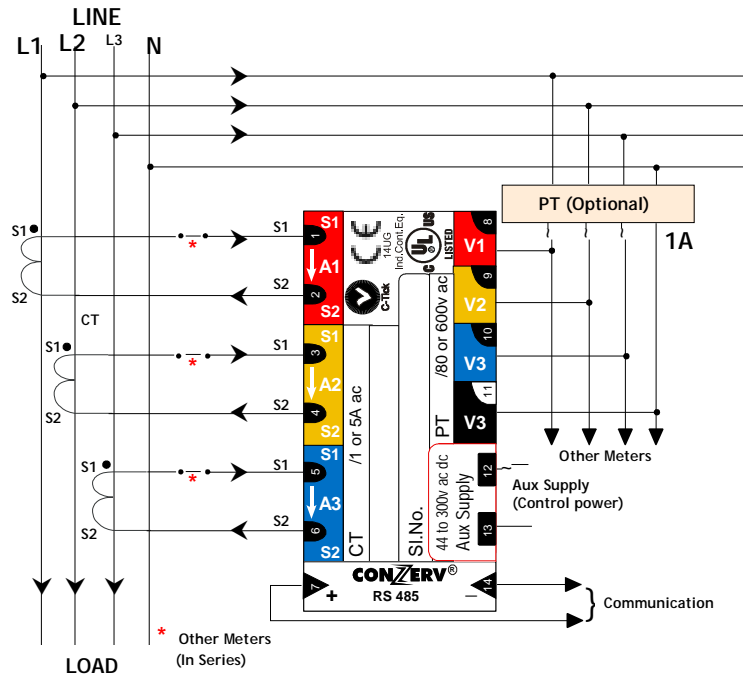 LINE
L1 L2 L3 N
PT (Optional)
1A
S1
S2
CT
S1
S2
S1
S2
*
*
*
S1
S2
S1
S2
S1
S2
S1
1
A1
2
S2
S1
3
A2
4
S2
S1
5
A3
6
S2
CE
14UG
Ind.Cont.Eq.
C UL US
LISTED
C-Tick
/1 or 5A ac
CT
/80 or 600v ac
PT
Sl.No.
44 to 300v ac dc
Aux Supply
8
V1
9
V2
10
V3
11
V3
12
13
Other Meters
Aux Supply
(Control power)
CONZERV®
7 + RS 485 – 14
Communication
* Other Meters
(In Series)
LOAD